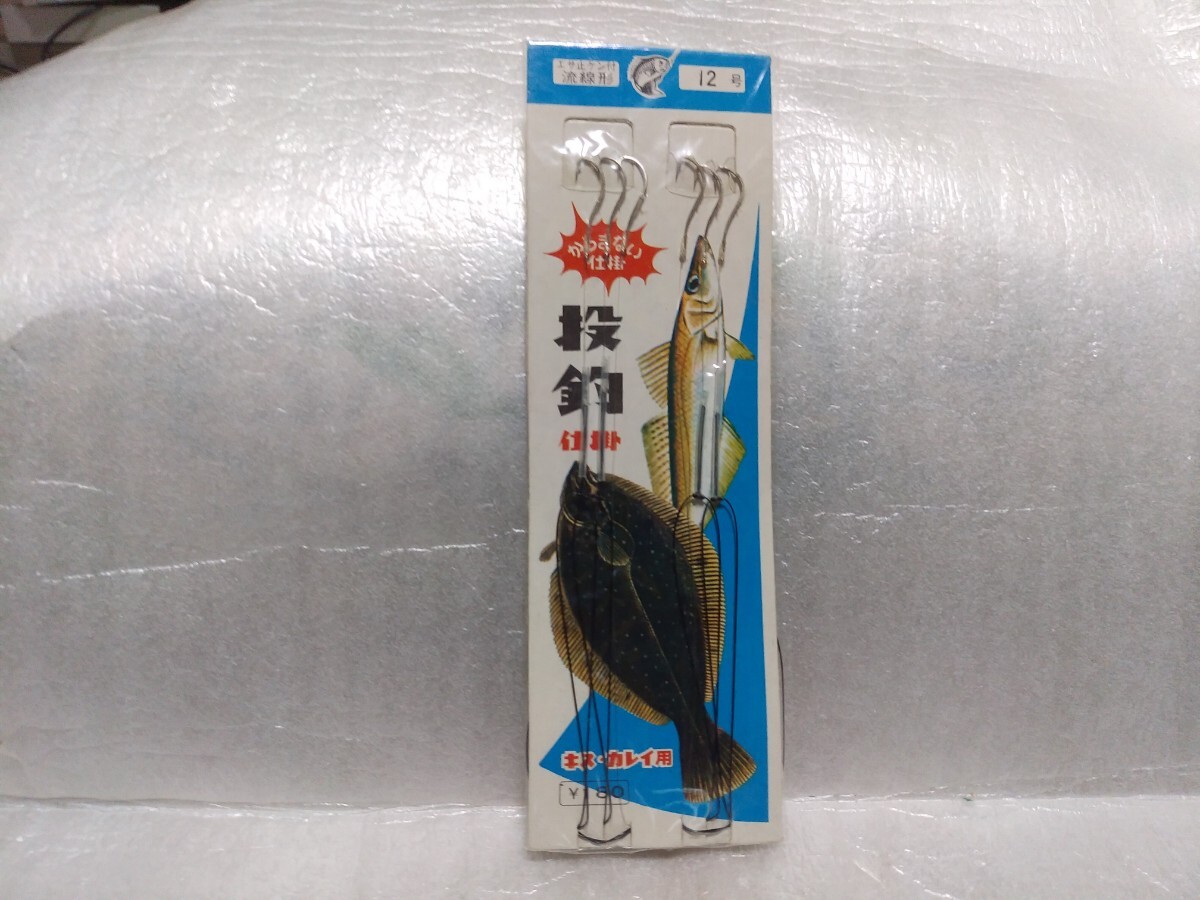 エサ止ケン付
流線形
12号
からまない
仕掛
投釣
仕掛
キス・カレイ用
¥180